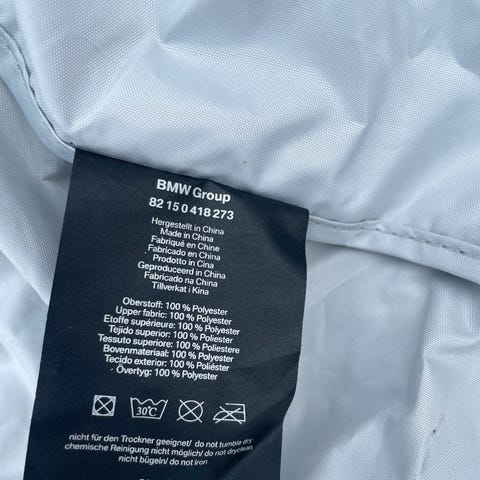 BMW Group
82 15 0 418 273
Hergestellt in China
Made in China
Fabriqué en Chine
Fabricado en China
Prodotto in Cina
Geproduceerd in China
Fabricado na China
Tillverkat i Kina
Oberstoff: 100 % Polyester
Upper fabric: 100 % Polyester
Etoffe supérieure: 100 % Polyester
Tejido superior: 100 % Poliéster
Tessuto superiore: 100 % Poliestere
Bovenmateriaal: 100 % Polyester
Tecido exterior: 100 % Poliéster
Övertyg: 100 % Polyester
30°C
nicht für den Trockner geeignet/ do not tumble dry
chemische Reinigung nicht möglich/ do not dryclean
nicht bügeln/ do not iron